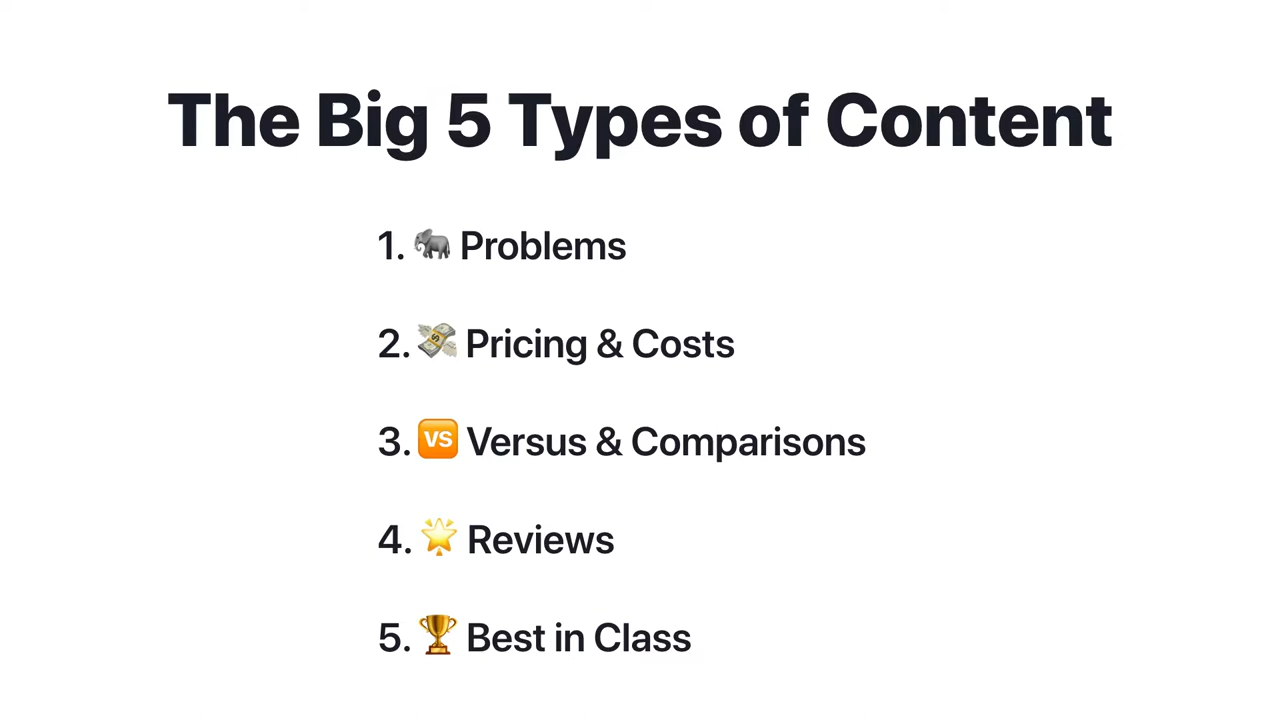 The Big 5 Types of Content
1. 🐘 Problems
2. 💸 Pricing & Costs
3. 🆚 Versus & Comparisons
4. 🌟 Reviews
5. 🏆 Best in Class